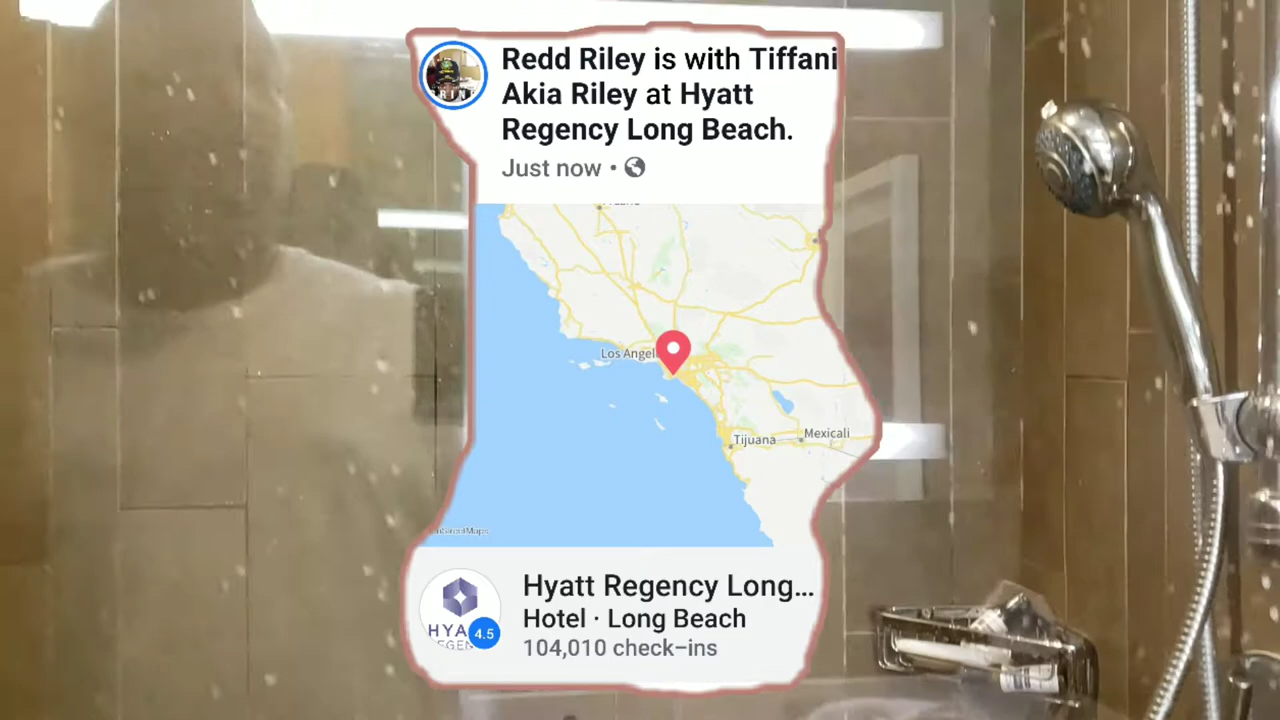 Redd Riley is with Tiffani
Akia Riley at Hyatt
Regency Long Beach.
Just now •
Los Angel
Tijuana
Mexicali
Hyatt Regency Long...
HYA
4.5
Hotel · Long Beach
104,010 check-ins